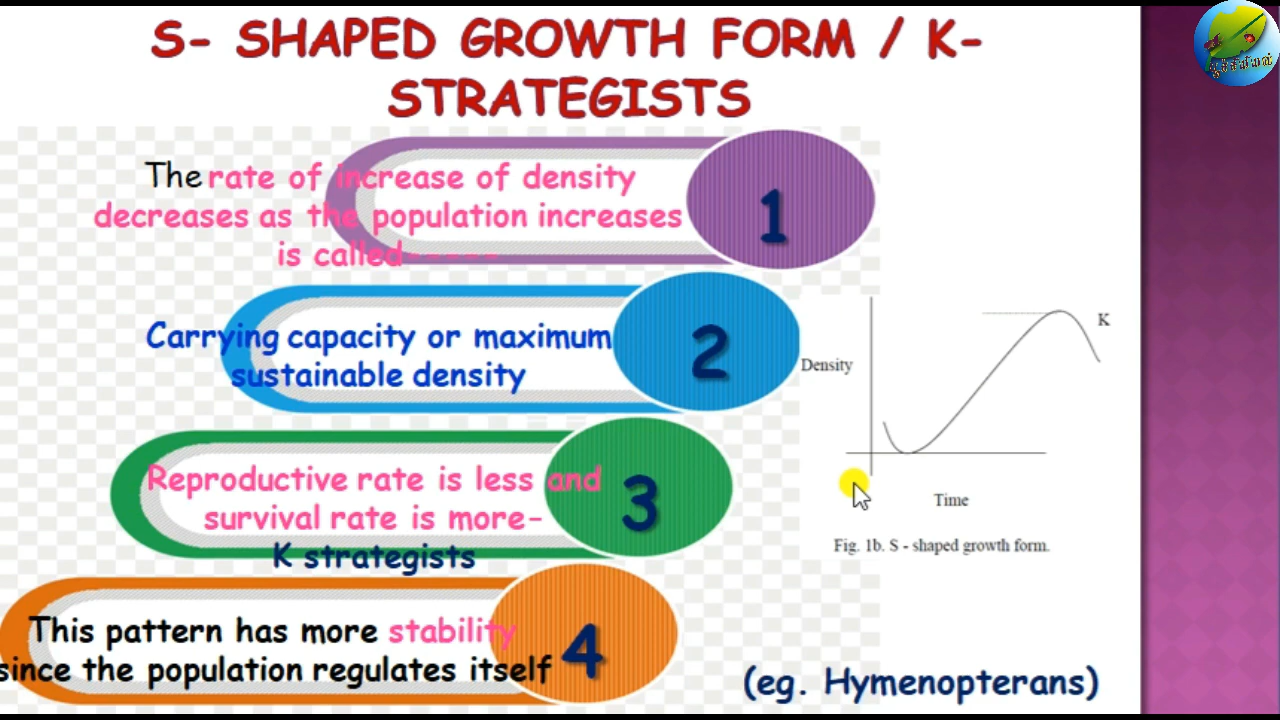 S- SHAPED GROWTH FORM / K-
STRATEGISTS
The rate of increase of density
decreases as the population increases
is called-----
1
Carrying capacity or maximum
sustainable density
2
Reproductive rate is less and
survival rate is more-
K strategists
3
This pattern has more stability
since the population regulates itself
4
K
Density
Time
Fig. 1b. S - shaped growth form.
(eg. Hymenopterans)